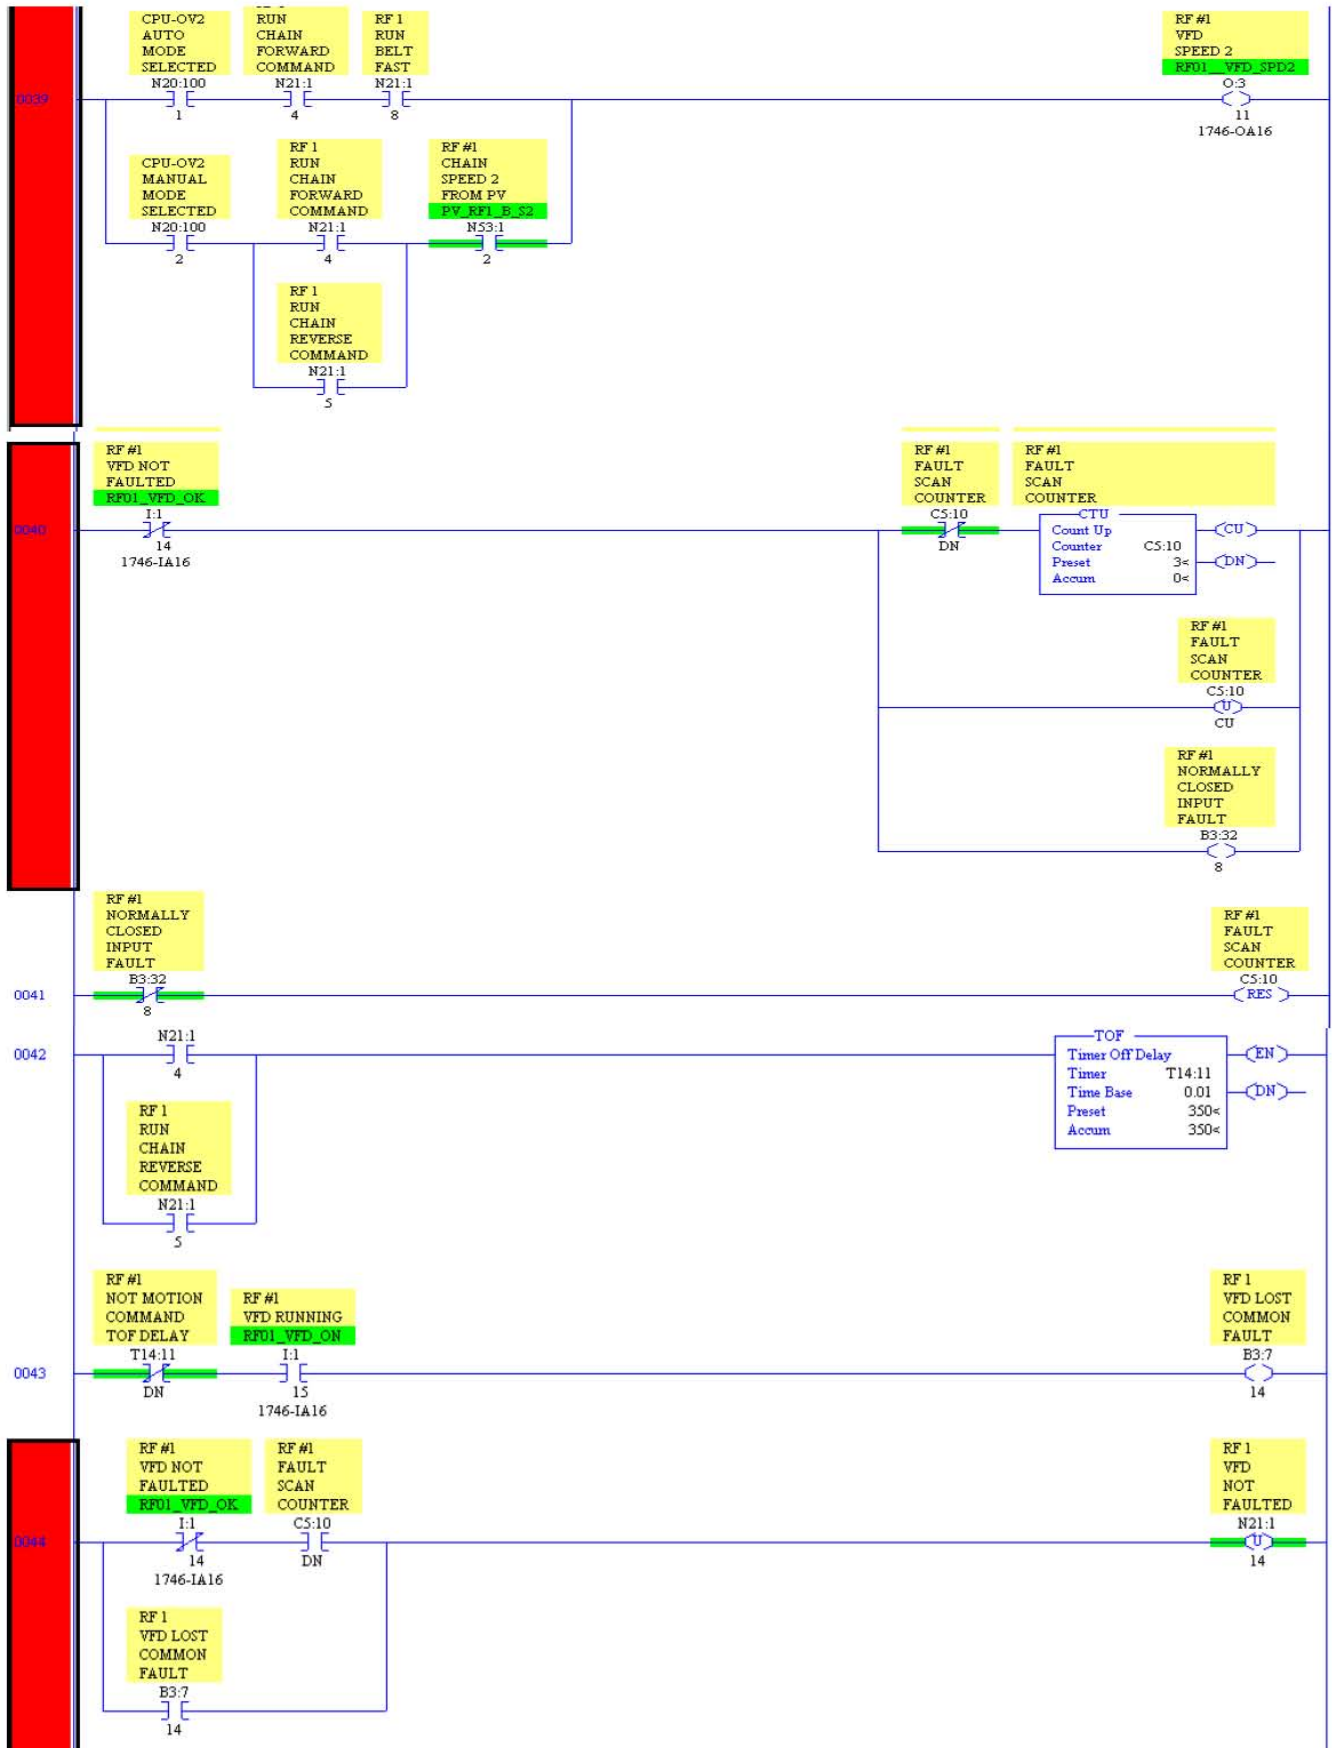 CPU-OV2
AUTO
MODE
SELECTED
N20:100
1
RUN
CHAIN
FORWARD
COMMAND
N21:1
4
RF 1
RUN
BELT
FAST
N21:1
8
RF #1
VFD
SPEED 2
RF01__VFD_SPD2
O:3
11
1746-OA16
0039
CPU-OV2
MANUAL
MODE
SELECTED
N20:100
2
RF 1
RUN
CHAIN
FORWARD
COMMAND
N21:1
4
RF #1
CHAIN
SPEED 2
FROM PV
PV_RF1_B_S2
N53:1
2
RF 1
RUN
CHAIN
REVERSE
COMMAND
N21:1
5
RF #1
VFD NOT
FAULTED
RF01_VFD_OK
I:1
14
1746-IA16
0040
RF #1
FAULT
SCAN
COUNTER
C5:10
DN
RF #1
FAULT
SCAN
COUNTER
CTU
Count Up
Counter C5:10
Preset 3<
Accum 0<
CU
DN
RF #1
FAULT
SCAN
COUNTER
C5:10
U
CU
RF #1
NORMALLY
CLOSED
INPUT
FAULT
B3:32
8
RF #1
NORMALLY
CLOSED
INPUT
FAULT
B3:32
8
0041
RF #1
FAULT
SCAN
COUNTER
C5:10
RES
0042
N21:1
4
RF 1
RUN
CHAIN
REVERSE
COMMAND
N21:1
5
TOF
Timer Off Delay
Timer T14:11
Time Base 0.01
Preset 350<
Accum 350<
EN
DN
RF #1
NOT MOTION
COMMAND
TOF DELAY
T14:11
DN
RF #1
VFD RUNNING
RF01_VFD_ON
I:1
15
1746-IA16
0043
RF 1
VFD LOST
COMMON
FAULT
B3:7
14
RF #1
VFD NOT
FAULTED
RF01_VFD_OK
I:1
14
1746-IA16
RF #1
FAULT
SCAN
COUNTER
C5:10
DN
0044
RF 1
VFD
NOT
FAULTED
N21:1
U
14
RF 1
VFD LOST
COMMON
FAULT
B3:7
14